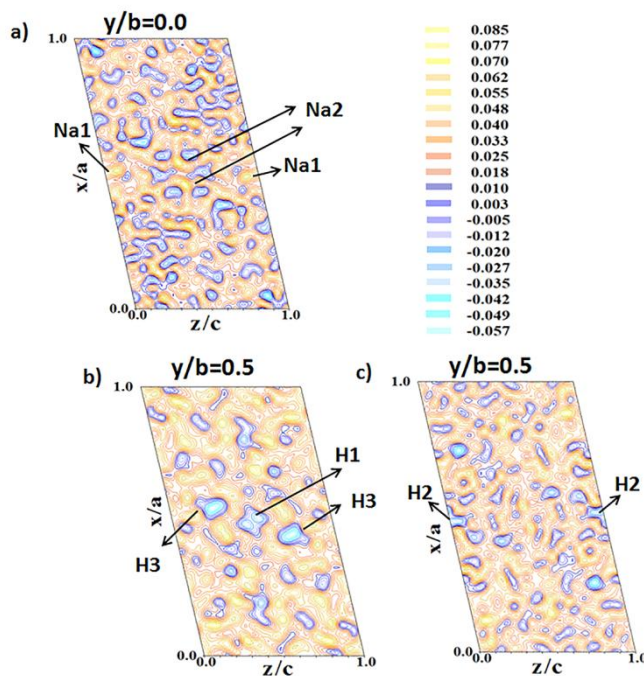 y/b=0.0
a)
1.0
Na2
Na1
Na1
x/a
0.0
0.0
1.0
z/c
0.085
0.077
0.070
0.062
0.055
0.048
0.040
0.033
0.025
0.018
0.010
0.003
-0.005
-0.012
-0.020
-0.027
-0.035
-0.042
-0.049
-0.057
y/b=0.5
b)
1.0
H1
H3
x/a
H3
0.0
0.0
1.0
z/c
y/b=0.5
c)
1.0
H2
H2
x/a
0.0
0.0
1.0
z/c